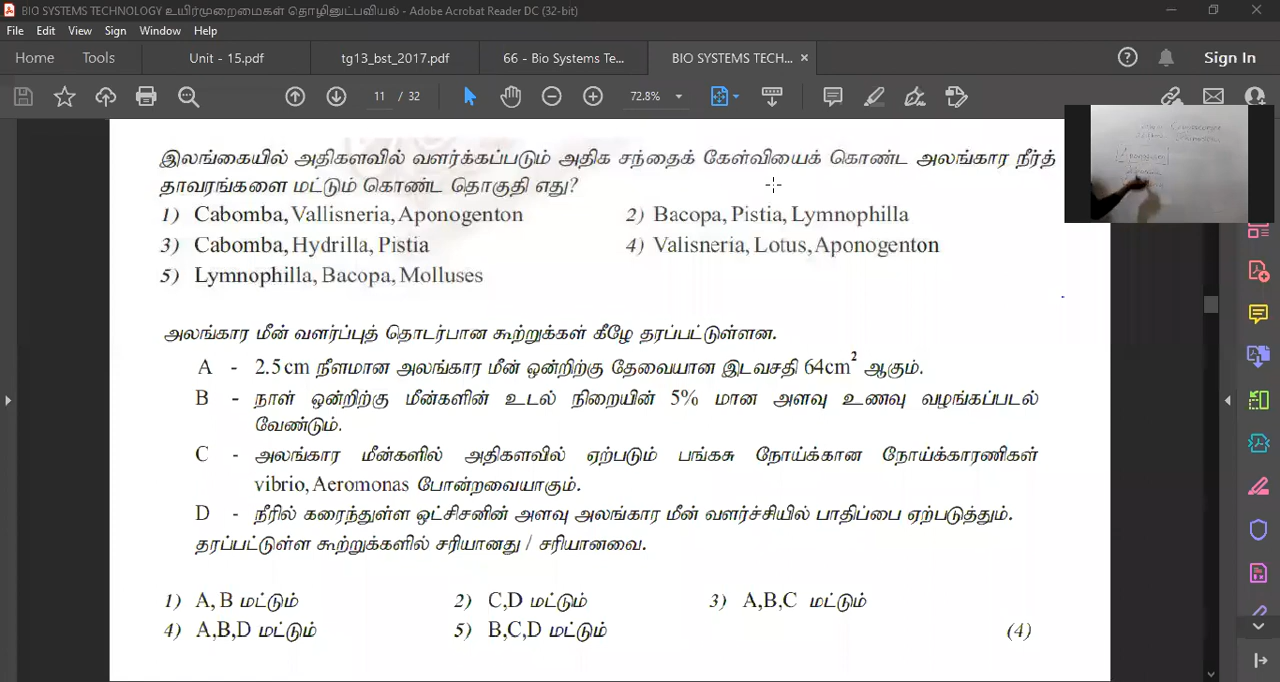 BIO SYSTEMS TECHNOLOGY உயிர்முறைமைகள் தொழினுட்பவியல் - Adobe Acrobat Reader DC (32-bit)
File Edit View Sign Window Help
Home Tools Unit - 15.pdf tg13_bst_2017.pdf 66 - Bio Systems Te... BIO SYSTEMS TECH... × Sign In
11 / 32 72.8%
இலங்கையில் அதிகளவில் வளர்க்கப்படும் அதிக சந்தைக் கேள்வியைக் கொண்ட அலங்கார நீர்த்
தாவரங்களை மட்டும் கொண்ட தொகுதி எது?
1) Cabomba, Vallisneria, Aponogenton 2) Bacopa, Pistia, Lymnophilla
3) Cabomba, Hydrilla, Pistia 4) Valisneria, Lotus, Aponogenton
5) Lymnophilla, Bacopa, Molluses
அலங்கார மீன் வளர்ப்புத் தொடர்பான கூற்றுக்கள் கீழே தரப்பட்டுள்ளன.
A - 2.5cm நீளமான அலங்கார மீன் ஒன்றிற்கு தேவையான இடவசதி 64cm² ஆகும்.
B - நாள் ஒன்றிற்கு மீன்களின் உடல் நிறையின் 5% மான அளவு உணவு வழங்கப்படல்
வேண்டும்.
C - அலங்கார மீன்களில் அதிகளவில் ஏற்படும் பங்கசு நோய்க்கான நோய்க்காரணிகள்
vibrio, Aeromonas போன்றவையாகும்.
D - நீரில் கரைந்துள்ள ஒட்சிசனின் அளவு அலங்கார மீன் வளர்ச்சியில் பாதிப்பை ஏற்படுத்தும்.
தரப்பட்டுள்ள கூற்றுக்களில் சரியானது / சரியானவை.
1) A, B மட்டும் 2) C,D மட்டும் 3) A,B,C மட்டும்
4) A,B,D மட்டும் 5) B,C,D மட்டும் (4)